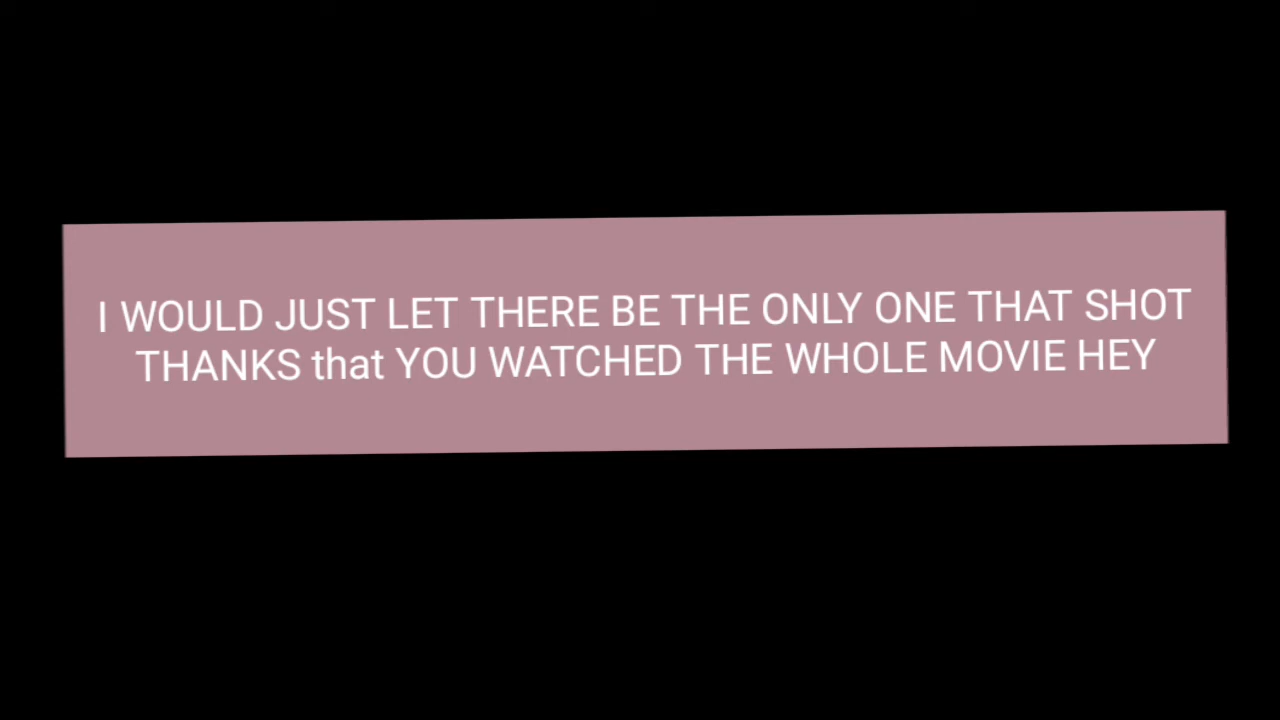 I WOULD JUST LET THERE BE THE ONLY ONE THAT SHOT
THANKS that YOU WATCHED THE WHOLE MOVIE HEY